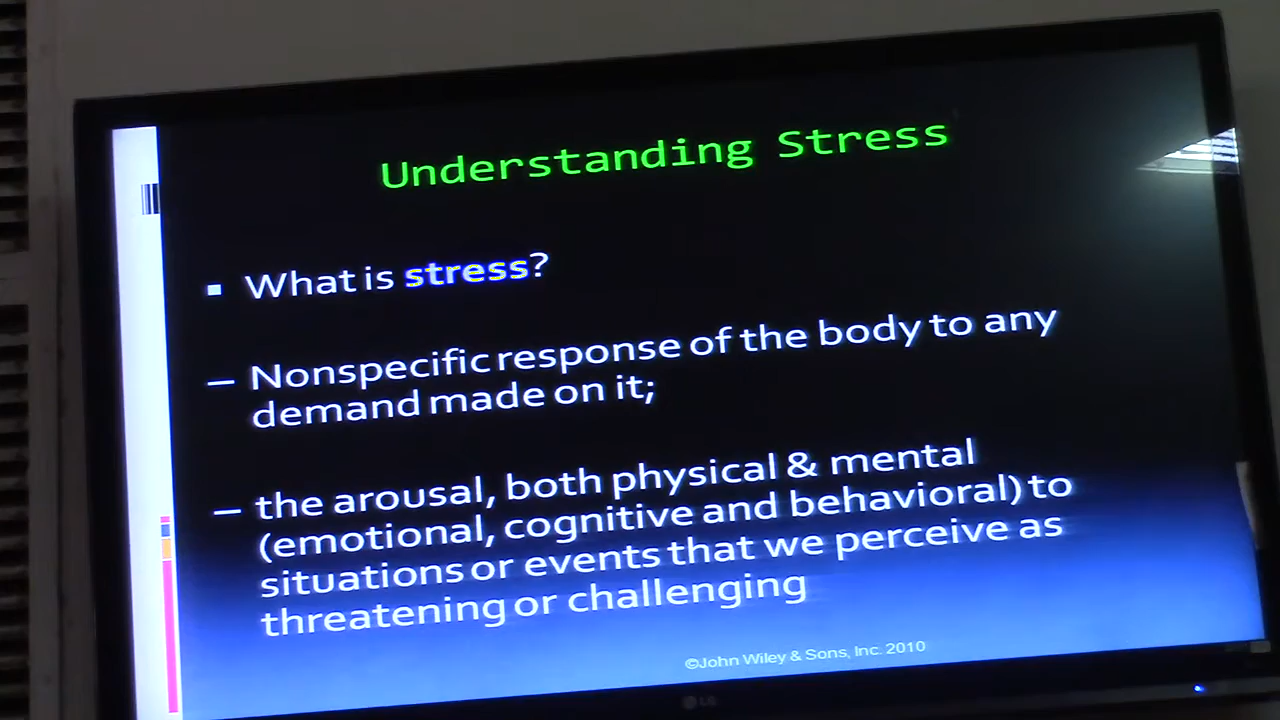 Understanding Stress
▪ What is stress?
– Nonspecific response of the body to any
demand made on it;
– the arousal, both physical & mental
(emotional, cognitive and behavioral) to
situations or events that we perceive as
threatening or challenging
©John Wiley & Sons, Inc. 2010
LG